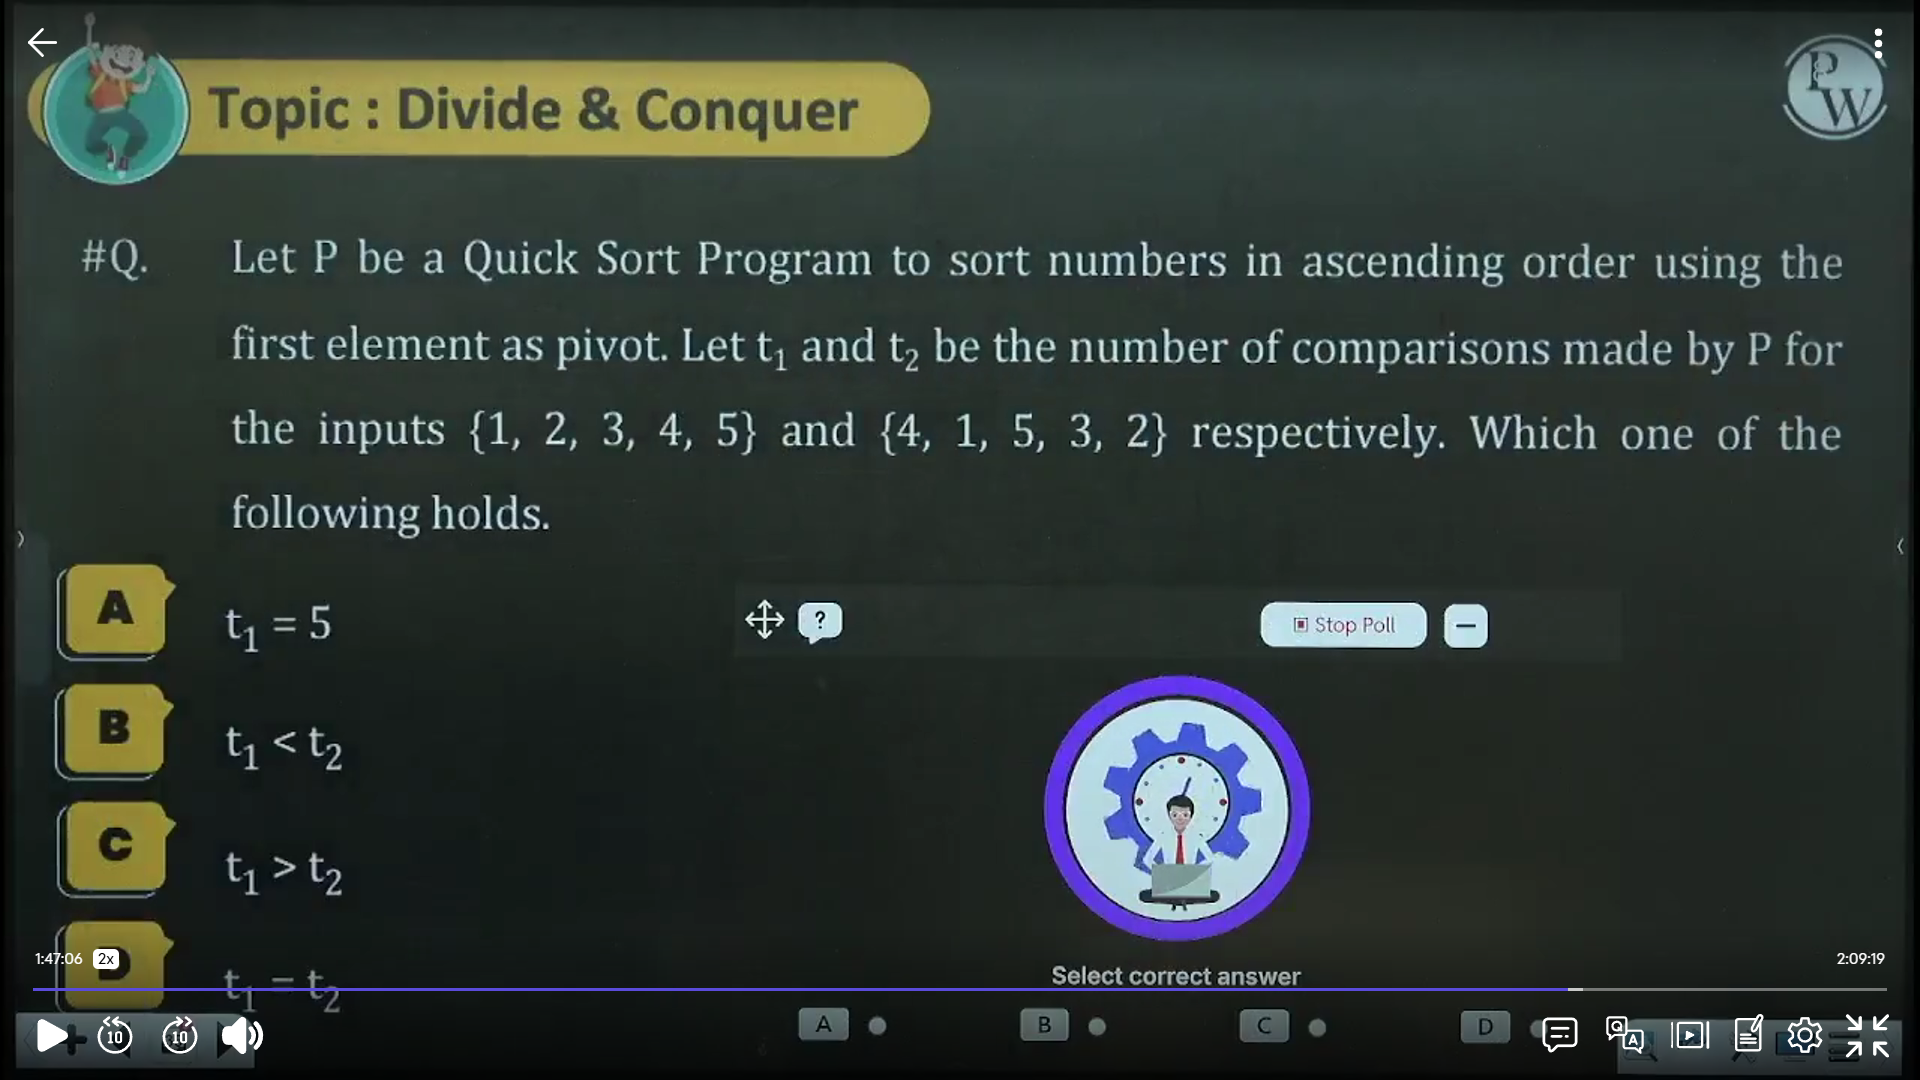 Topic : Divide & Conquer
PW
#Q. Let P be a Quick Sort Program to sort numbers in ascending order using the
first element as pivot. Let t₁ and t₂ be the number of comparisons made by P for
the inputs {1, 2, 3, 4, 5} and {4, 1, 5, 3, 2} respectively. Which one of the
following holds.
A t₁ = 5
? Stop Poll
B t₁ < t₂
C t₁ > t₂
1:47:06 2x 2:09:19
D t₁ = t₂
Select correct answer
A B C D
10 10